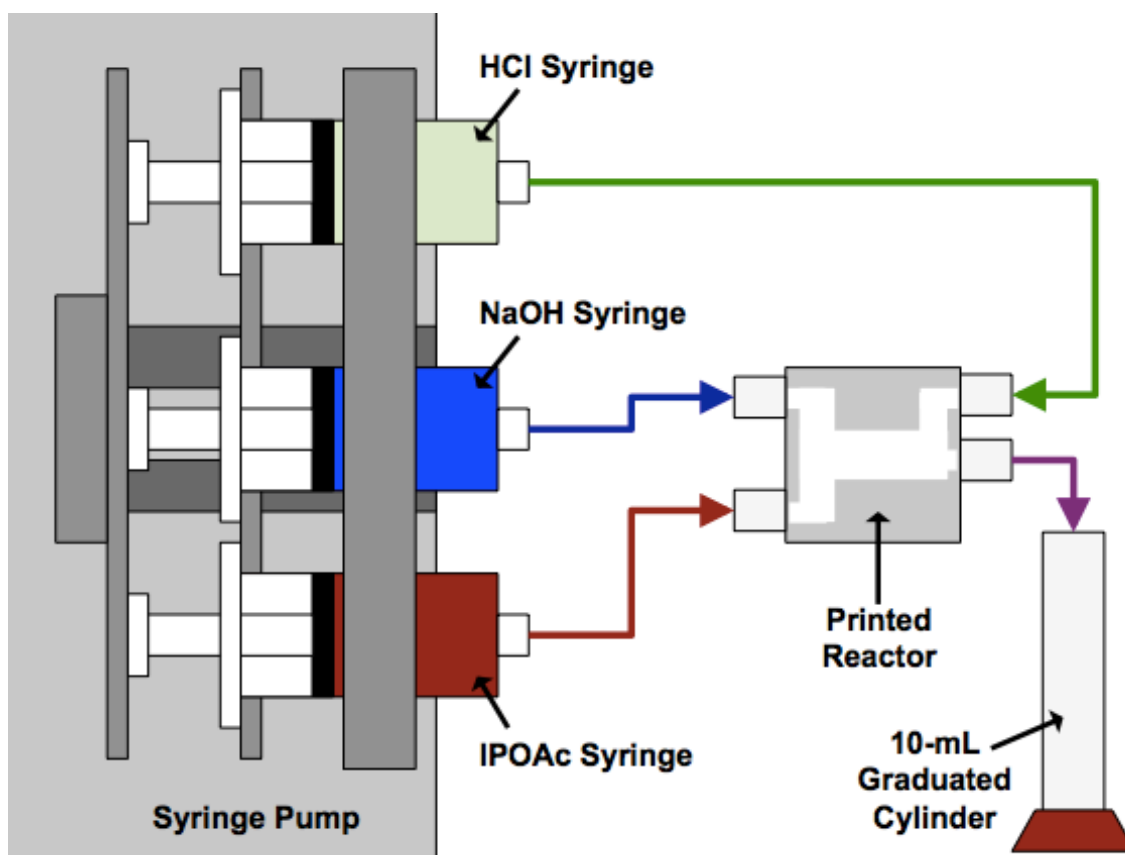 HCl Syringe
NaOH Syringe
IPOAc Syringe
Syringe Pump
Printed
Reactor
10-mL
Graduated
Cylinder